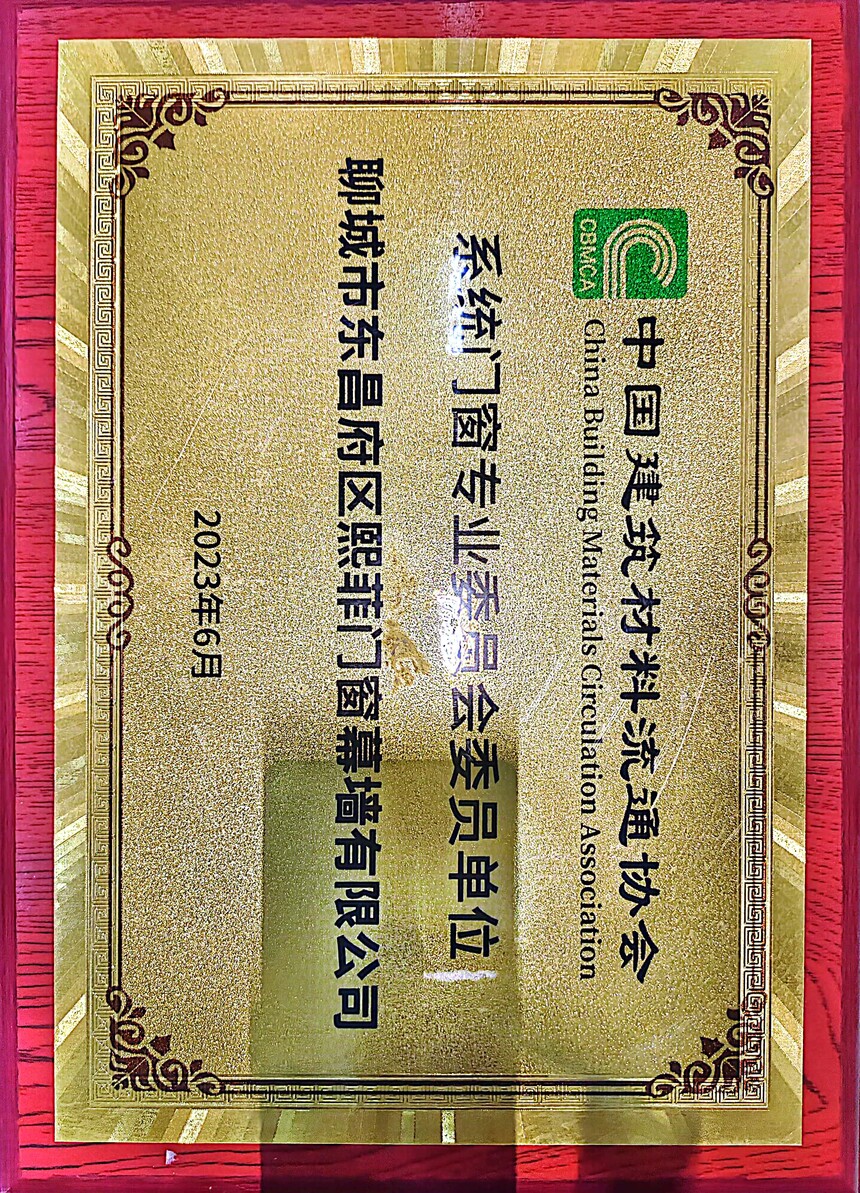 CBMCA
中国建筑材料流通协会
China Building Materials Circulation Association
系统门窗专业委员会委员单位
聊城市东昌府区熙菲门窗幕墙有限公司
2023年6月